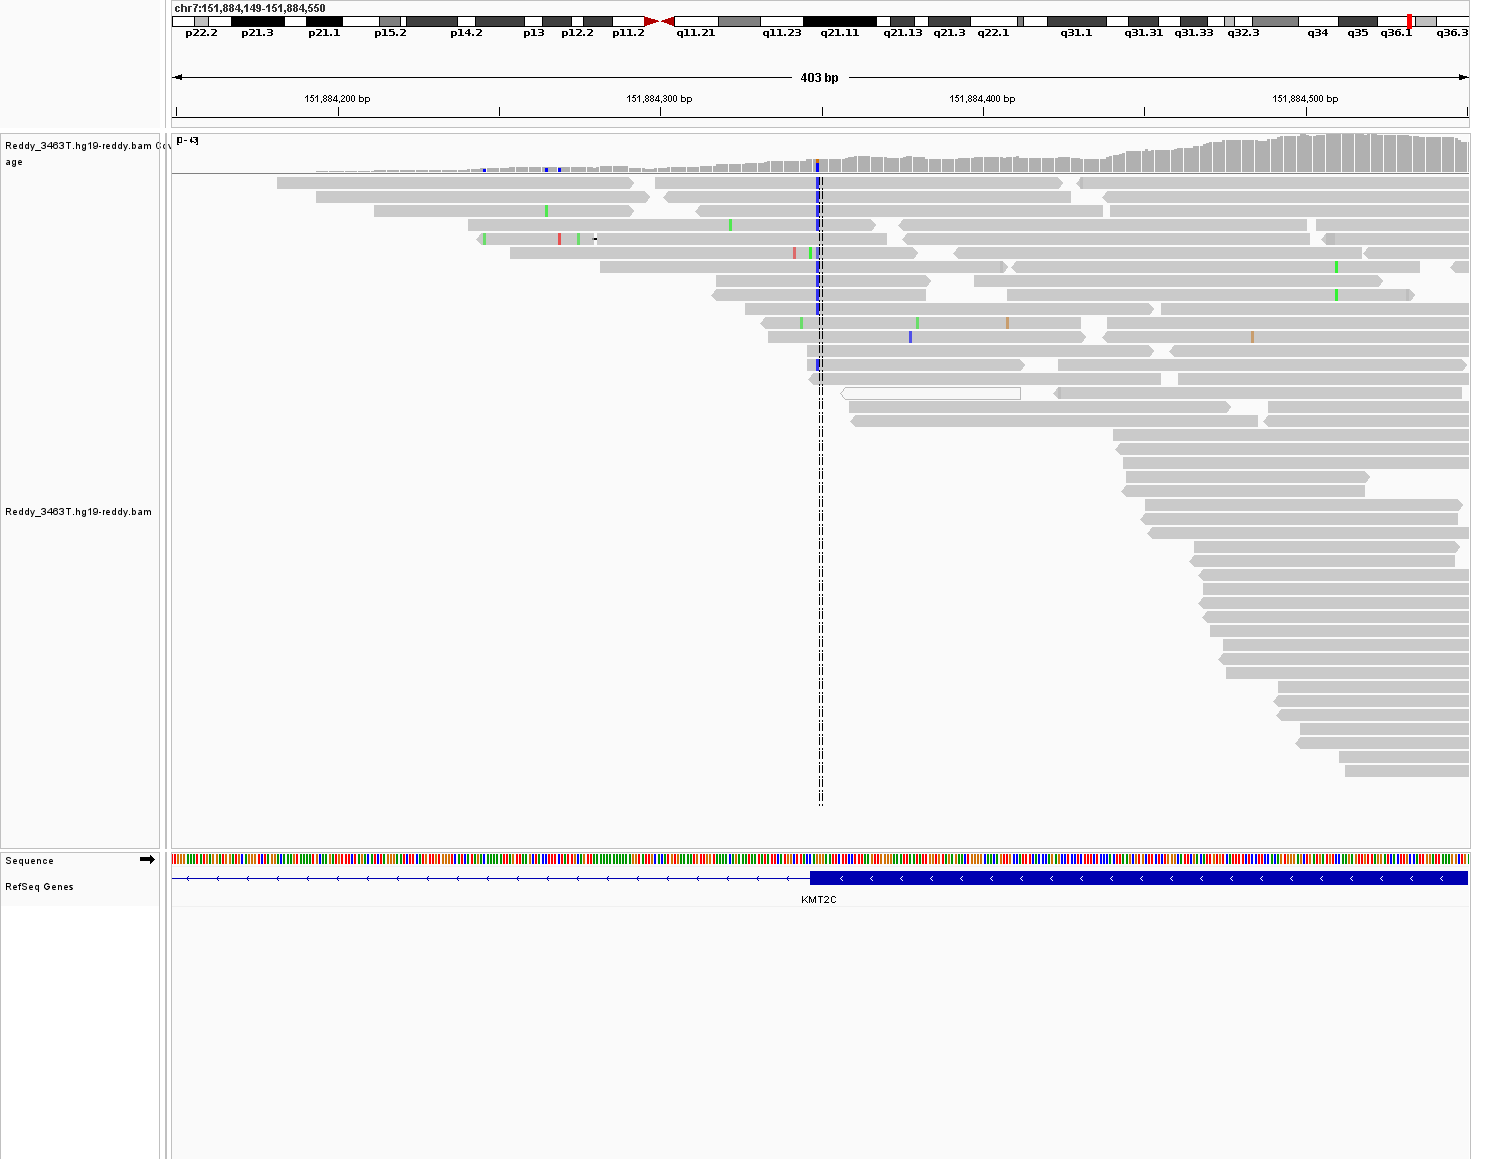 chr7:151,884,149-151,884,550
p22.2 p21.3 p21.1 p15.2 p14.2 p13 p12.2 p11.2 q11.21 q11.23 q21.11 q21.13 q21.3 q22.1 q31.1 q31.31 q31.33 q32.3 q34 q35 q36.1 q36.3
403 bp
151,884,200 bp 151,884,300 bp 151,884,400 bp 151,884,500 bp
Reddy_3463T.hg19-reddy.bam Cov
age
[0 - 43]
Reddy_3463T.hg19-reddy.bam
Sequence
RefSeq Genes
KMT2C